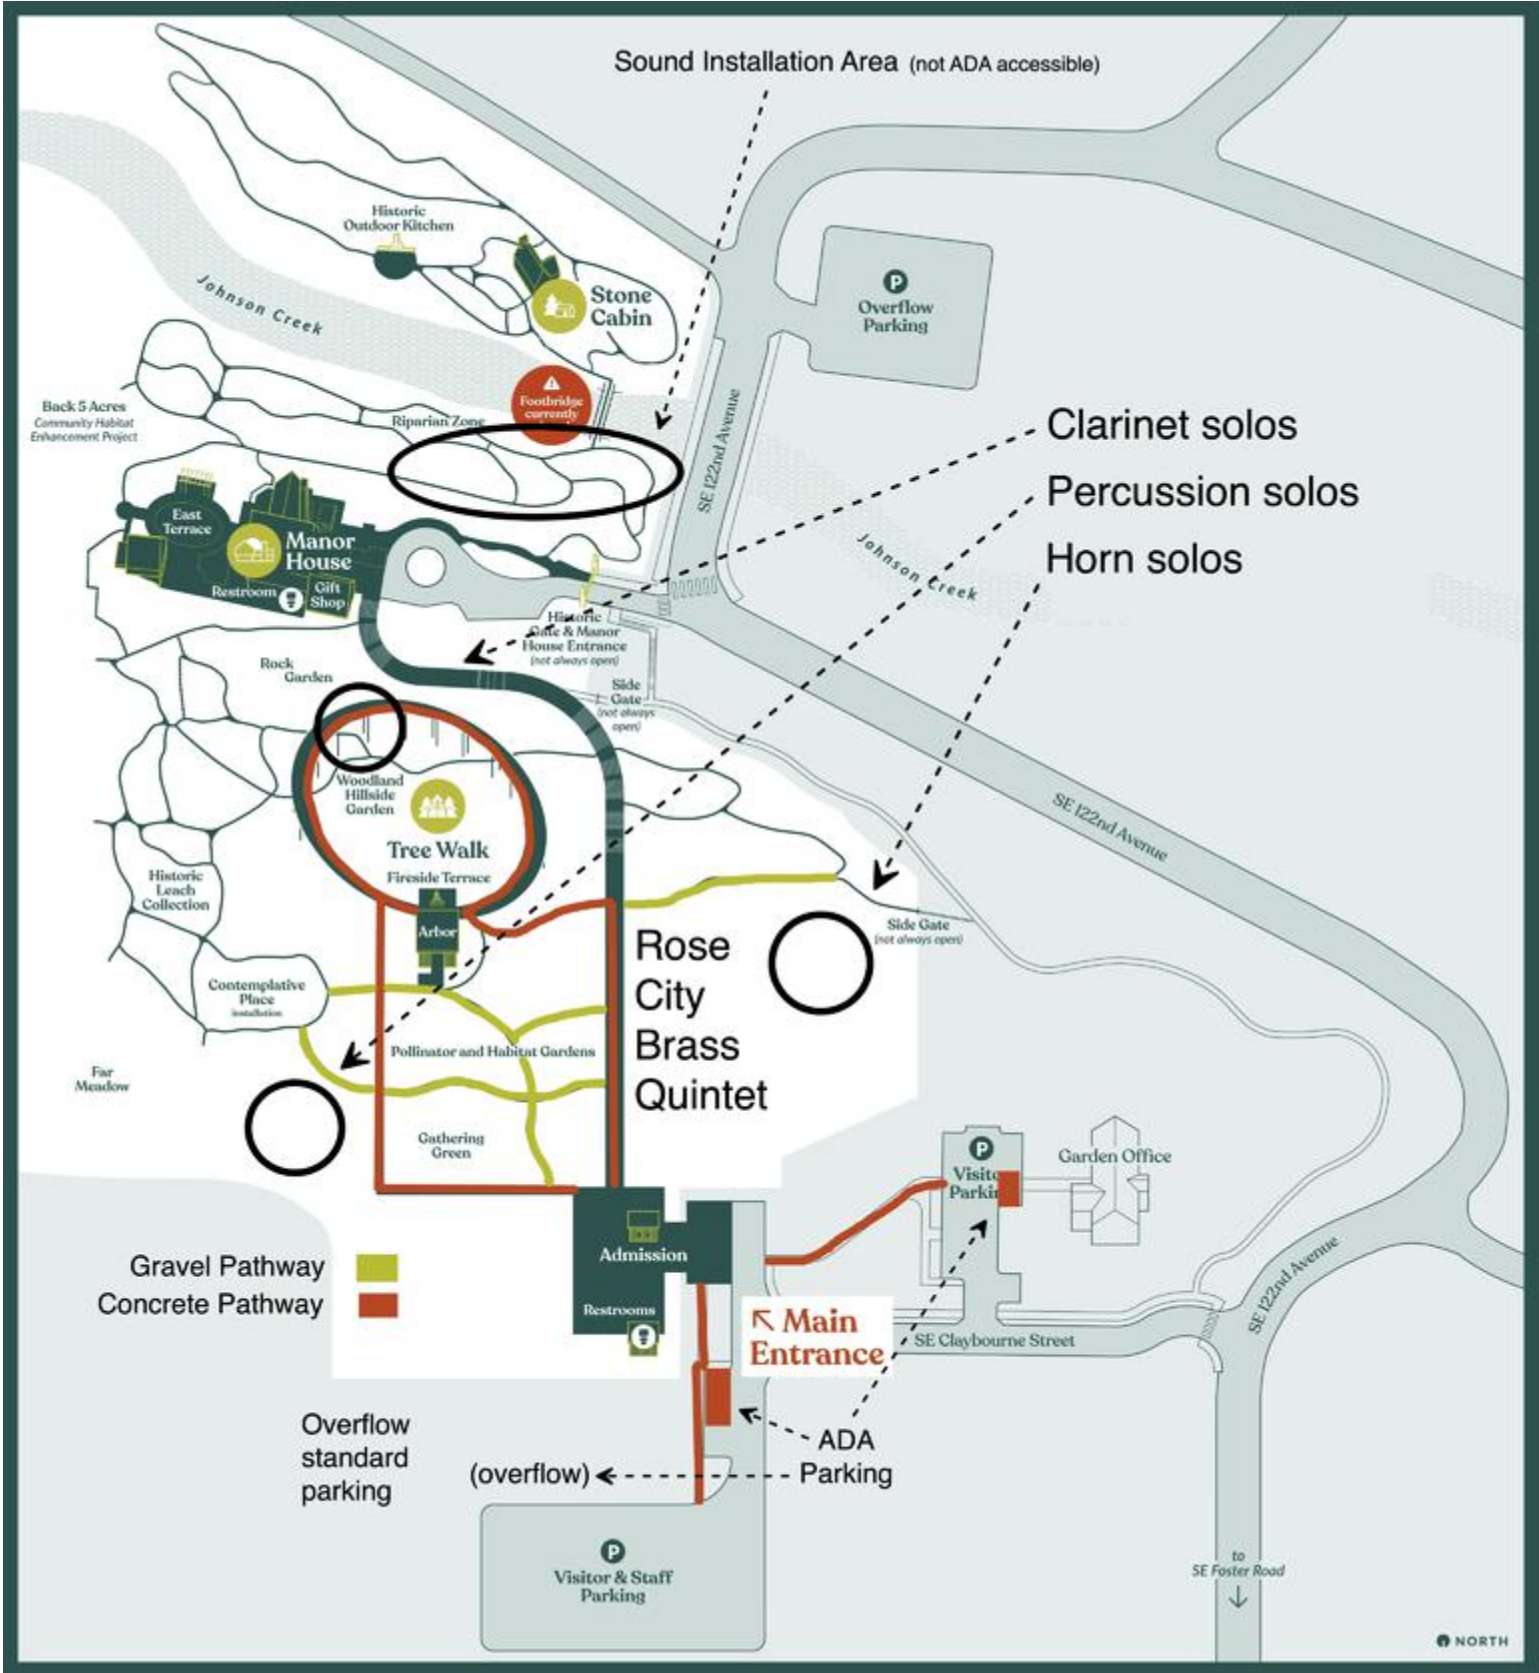 Sound Installation Area (not ADA accessible)
Historic
Outdoor Kitchen
Stone
Cabin
P
Overflow
Parking
Johnson Creek
Footbridge
currently
Back 5 Acres
Community Habitat
Enhancement Project
Riparian Zone
SE 122nd Avenue
Clarinet solos
Percussion solos
Horn solos
East
Terrace
Manor
House
Restroom
Gift
Shop
Johnson Creek
Historic
Gate & Manor
House Entrance
(not always open)
Rock
Garden
Side
Gate
(not always
open)
Woodland
Hillside
Garden
Tree Walk
Fireside Terrace
SE 122nd Avenue
Historic
Leach
Collection
Arbor
Side Gate
(not always open)
Rose
City
Brass
Quintet
Contemplative
Place
installation
Pollinator and Habitat Gardens
Far
Meadow
Gathering
Green
P
Visito
Parkin
Garden Office
Admission
Gravel Pathway
Concrete Pathway
Restrooms
Main
Entrance
SE Claybourne Street
SE 122nd Avenue
Overflow
standard
parking
(overflow)
ADA
Parking
P
Visitor & Staff
Parking
to
SE Foster Road
NORTH